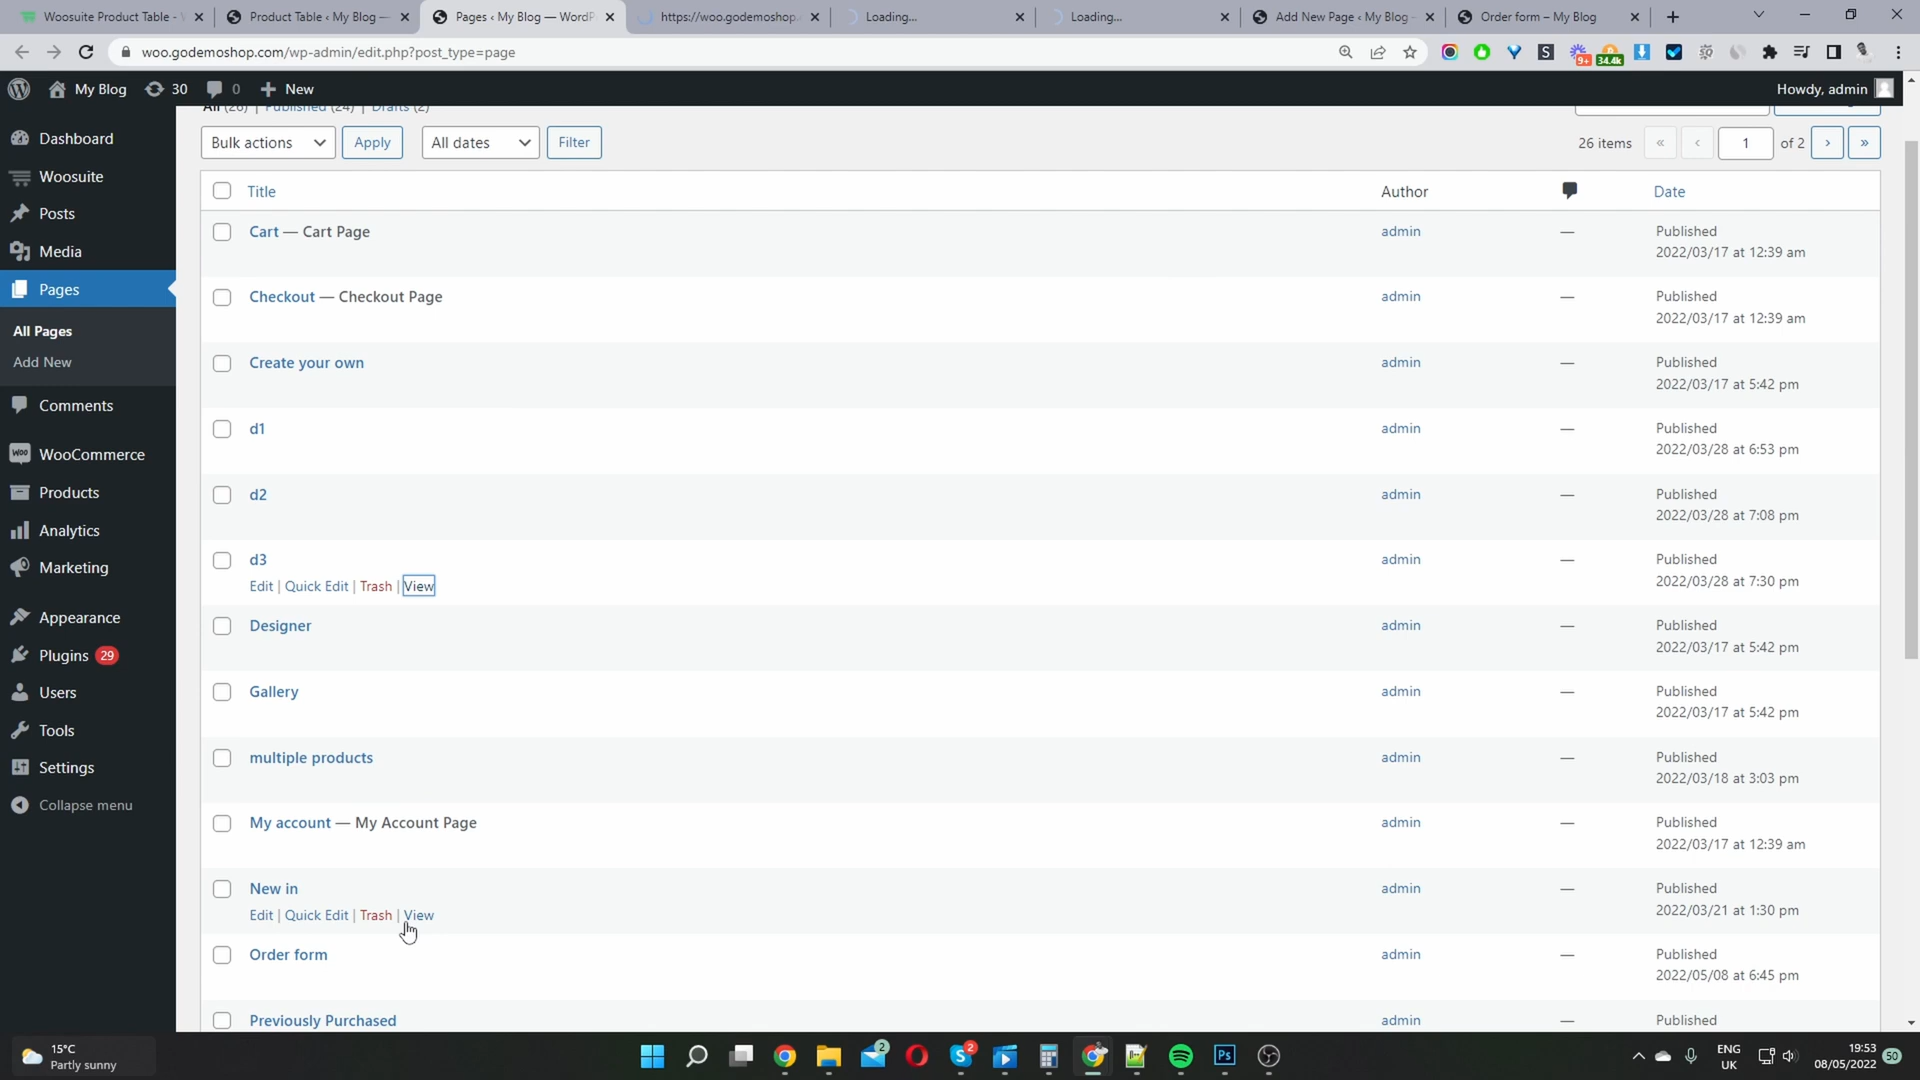 Woosuite Product Table -
Product Table ‹ My Blog —
Pages ‹ My Blog — WordP
https://woo.godemoshop.
Loading...
Loading...
Add New Page ‹ My Blog -
Order form – My Blog
woo.godemoshop.com/wp-admin/edit.php?post_type=page
9+
34.4k
My Blog
30
0
New
Howdy, admin
All (26) | Published (24) | Drafts (2)
Bulk actions
Apply
All dates
Filter
26 items
«
‹
1
of 2
›
»
Title
Author
Date
Cart — Cart Page
admin
—
Published
2022/03/17 at 12:39 am
Checkout — Checkout Page
admin
—
Published
2022/03/17 at 12:39 am
Create your own
admin
—
Published
2022/03/17 at 5:42 pm
d1
admin
—
Published
2022/03/28 at 6:53 pm
d2
admin
—
Published
2022/03/28 at 7:08 pm
d3
Edit | Quick Edit | Trash | View
admin
—
Published
2022/03/28 at 7:30 pm
Designer
admin
—
Published
2022/03/17 at 5:42 pm
Gallery
admin
—
Published
2022/03/17 at 5:42 pm
multiple products
admin
—
Published
2022/03/18 at 3:03 pm
My account — My Account Page
admin
—
Published
2022/03/17 at 12:39 am
New in
Edit | Quick Edit | Trash | View
admin
—
Published
2022/03/21 at 1:30 pm
Order form
admin
—
Published
2022/05/08 at 6:45 pm
Previously Purchased
admin
—
Published
Dashboard
Woosuite
Posts
Media
Pages
All Pages
Add New
Comments
WooCommerce
Products
Analytics
Marketing
Appearance
Plugins 29
Users
Tools
Settings
Collapse menu
15°C
Partly sunny
2
2
Ps
ENG
UK
19:53
08/05/2022
50